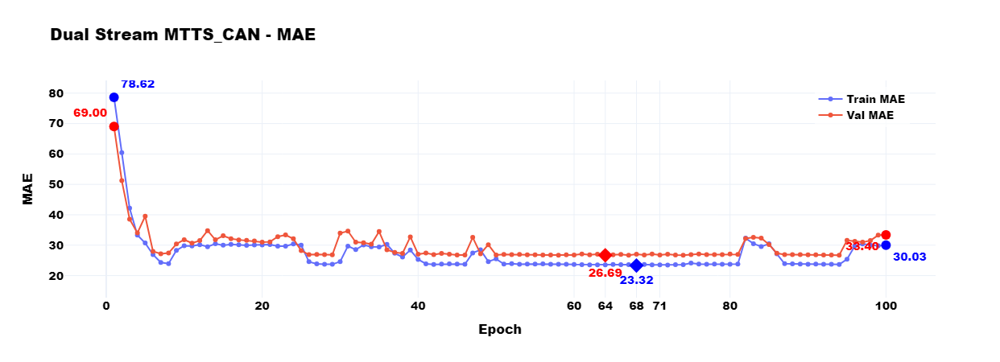 Dual Stream MTTS_CAN - MAE
78.62
69.00
Train MAE
Val MAE
80
70
60
50
40
30
20
MAE
33.40
30.03
26.69
23.32
0 20 40 60 64 68 71 80 100
Epoch